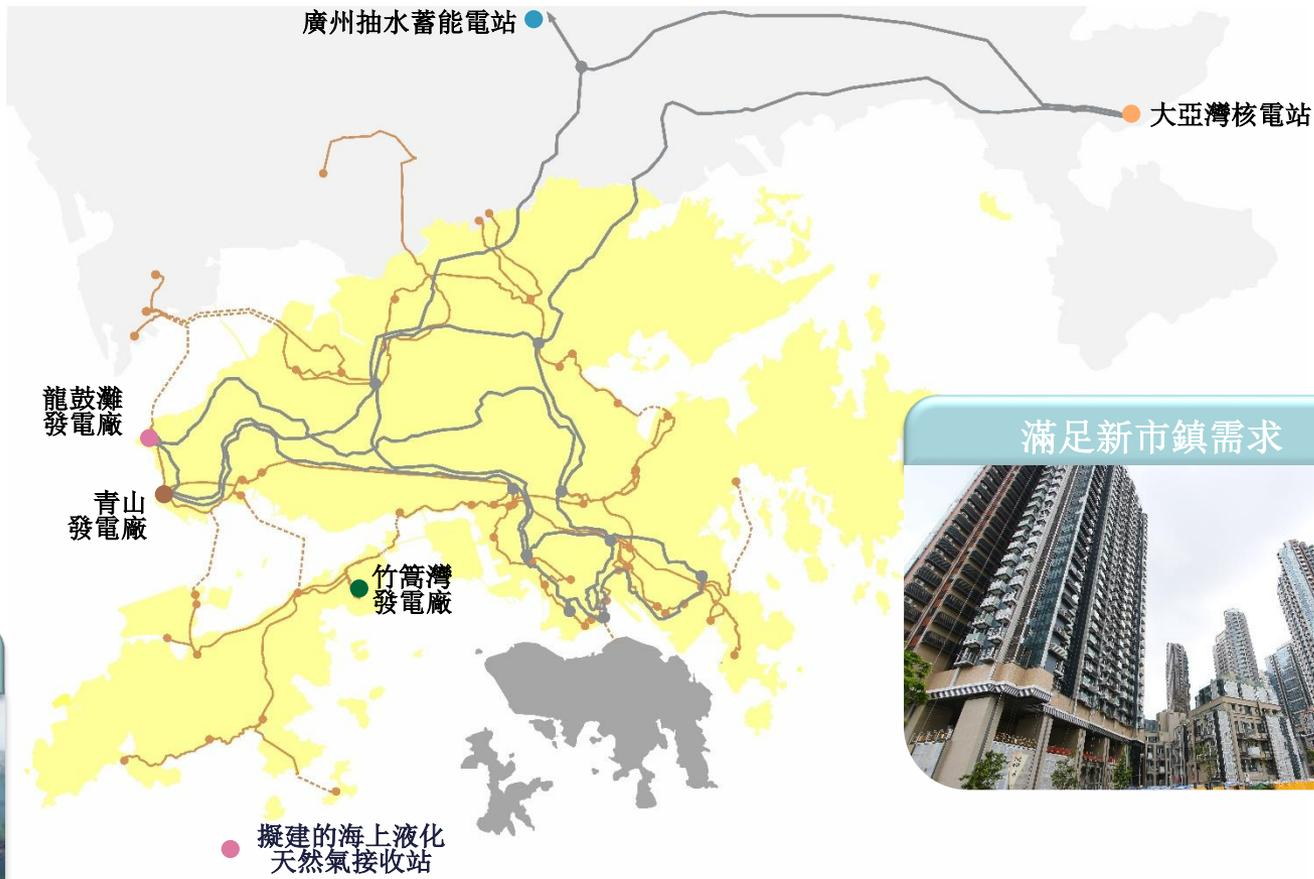 廣州抽水蓄能電站
大亞灣核電站
龍鼓灘
發電廠
青山
發電廠
竹篙灣
發電廠
擬建的海上液化
天然氣接收站
滿足新市鎮需求